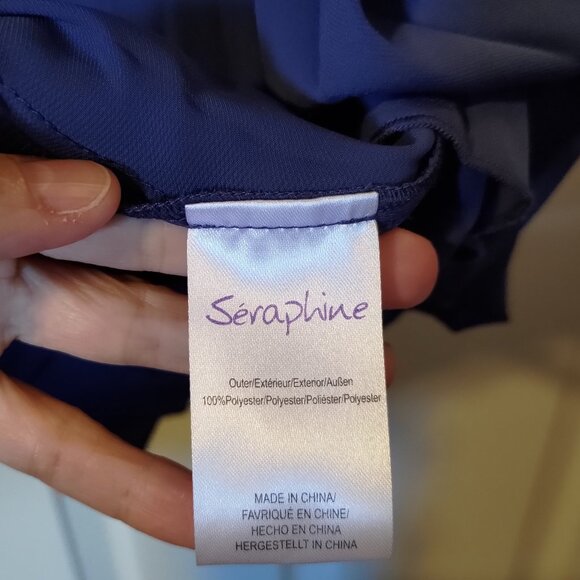 Séraphine
Outer/Extérieur/Exterior/Außen
100%Polyester/Polyester/Poliéster/Polyester
MADE IN CHINA/
FAVRIQUÉ EN CHINE/
HECHO EN CHINA/
HERGESTELLT IN CHINA